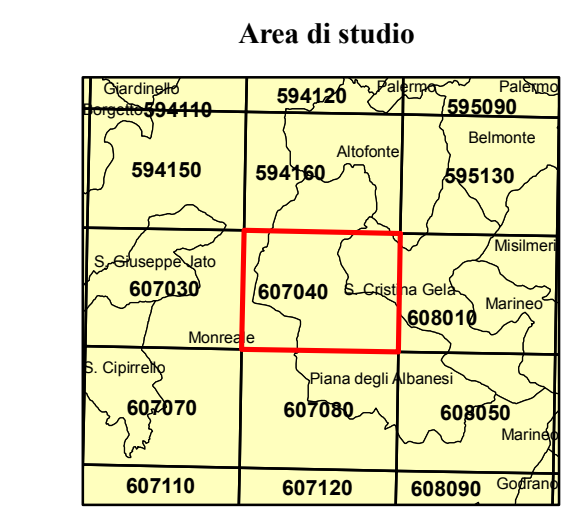 Area di studio
Giardinello
594120
Palermo
Palermo
Borgetto
594110
595090
Belmonte
Altofonte
594150
594160
595130
Misilmeri
S. Giuseppe Jato
607030
607040
S. Cristina Gela
Marineo
608010
Monreale
S. Cipirrello
Piana degli Albanesi
607070
607080
608050
Marineo
607110
607120
608090
Godrano